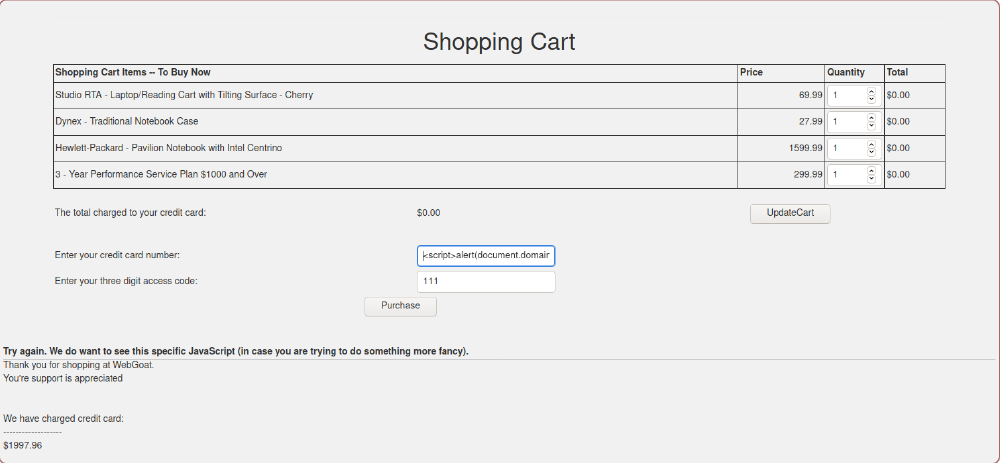 Shopping Cart
Shopping Cart Items -- To Buy Now Price Quantity Total
Studio RTA - Laptop/Reading Cart with Tilting Surface - Cherry 69.99 1 $0.00
Dynex - Traditional Notebook Case 27.99 1 $0.00
Hewlett-Packard - Pavilion Notebook with Intel Centrino 1599.99 1 $0.00
3 - Year Performance Service Plan $1000 and Over 299.99 1 $0.00
The total charged to your credit card: $0.00 UpdateCart
Enter your credit card number: <script>alert(document.domain
Enter your three digit access code: 111
Purchase
Try again. We do want to see this specific JavaScript (in case you are trying to do something more fancy).
Thank you for shopping at WebGoat.
You're support is appreciated
We have charged credit card:
-------------------
$1997.96